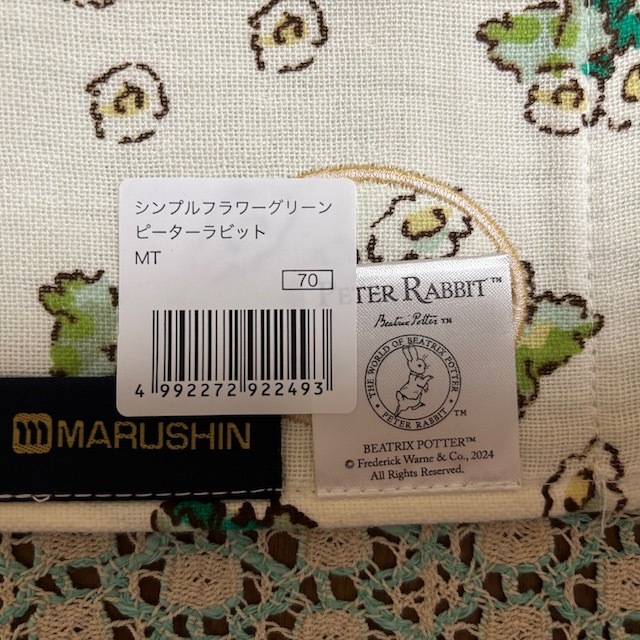 シンプルフラワーグリーン
ピーターラビット
MT
70
4 992272 922493
MARUSHIN
PETER RABBIT™
Beatrix Potter™
THE WORLD OF BEATRIX POTTER
PETER RABBIT
™
BEATRIX POTTER™
© Frederick Warne & Co., 2024
All Rights Reserved.